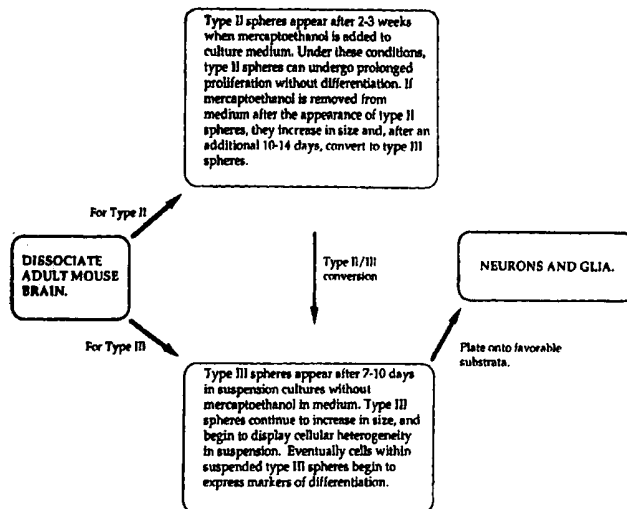 Type II spheres appear after 2-3 weeks
when mercaptoethanol is added to
culture medium. Under these conditions,
type II spheres can undergo prolonged
proliferation without differentiation. If
mercaptoethanol is removed from
medium after the appearance of type II
spheres, they increase in size and, after an
additional 10-14 days, convert to type III
spheres.
For Type II
DISSOCIATE
ADULT MOUSE
BRAIN.
Type II/III
conversion
NEURONS AND GLIA.
For Type III
Plate onto favorable
substrata.
Type III spheres appear after 7-10 days
in suspension cultures without
mercaptoethanol in medium. Type III
spheres continue to increase in size, and
begin to display cellular heterogeneity
in suspension. Eventually cells within
suspended type III spheres begin to
express markers of differentiation.